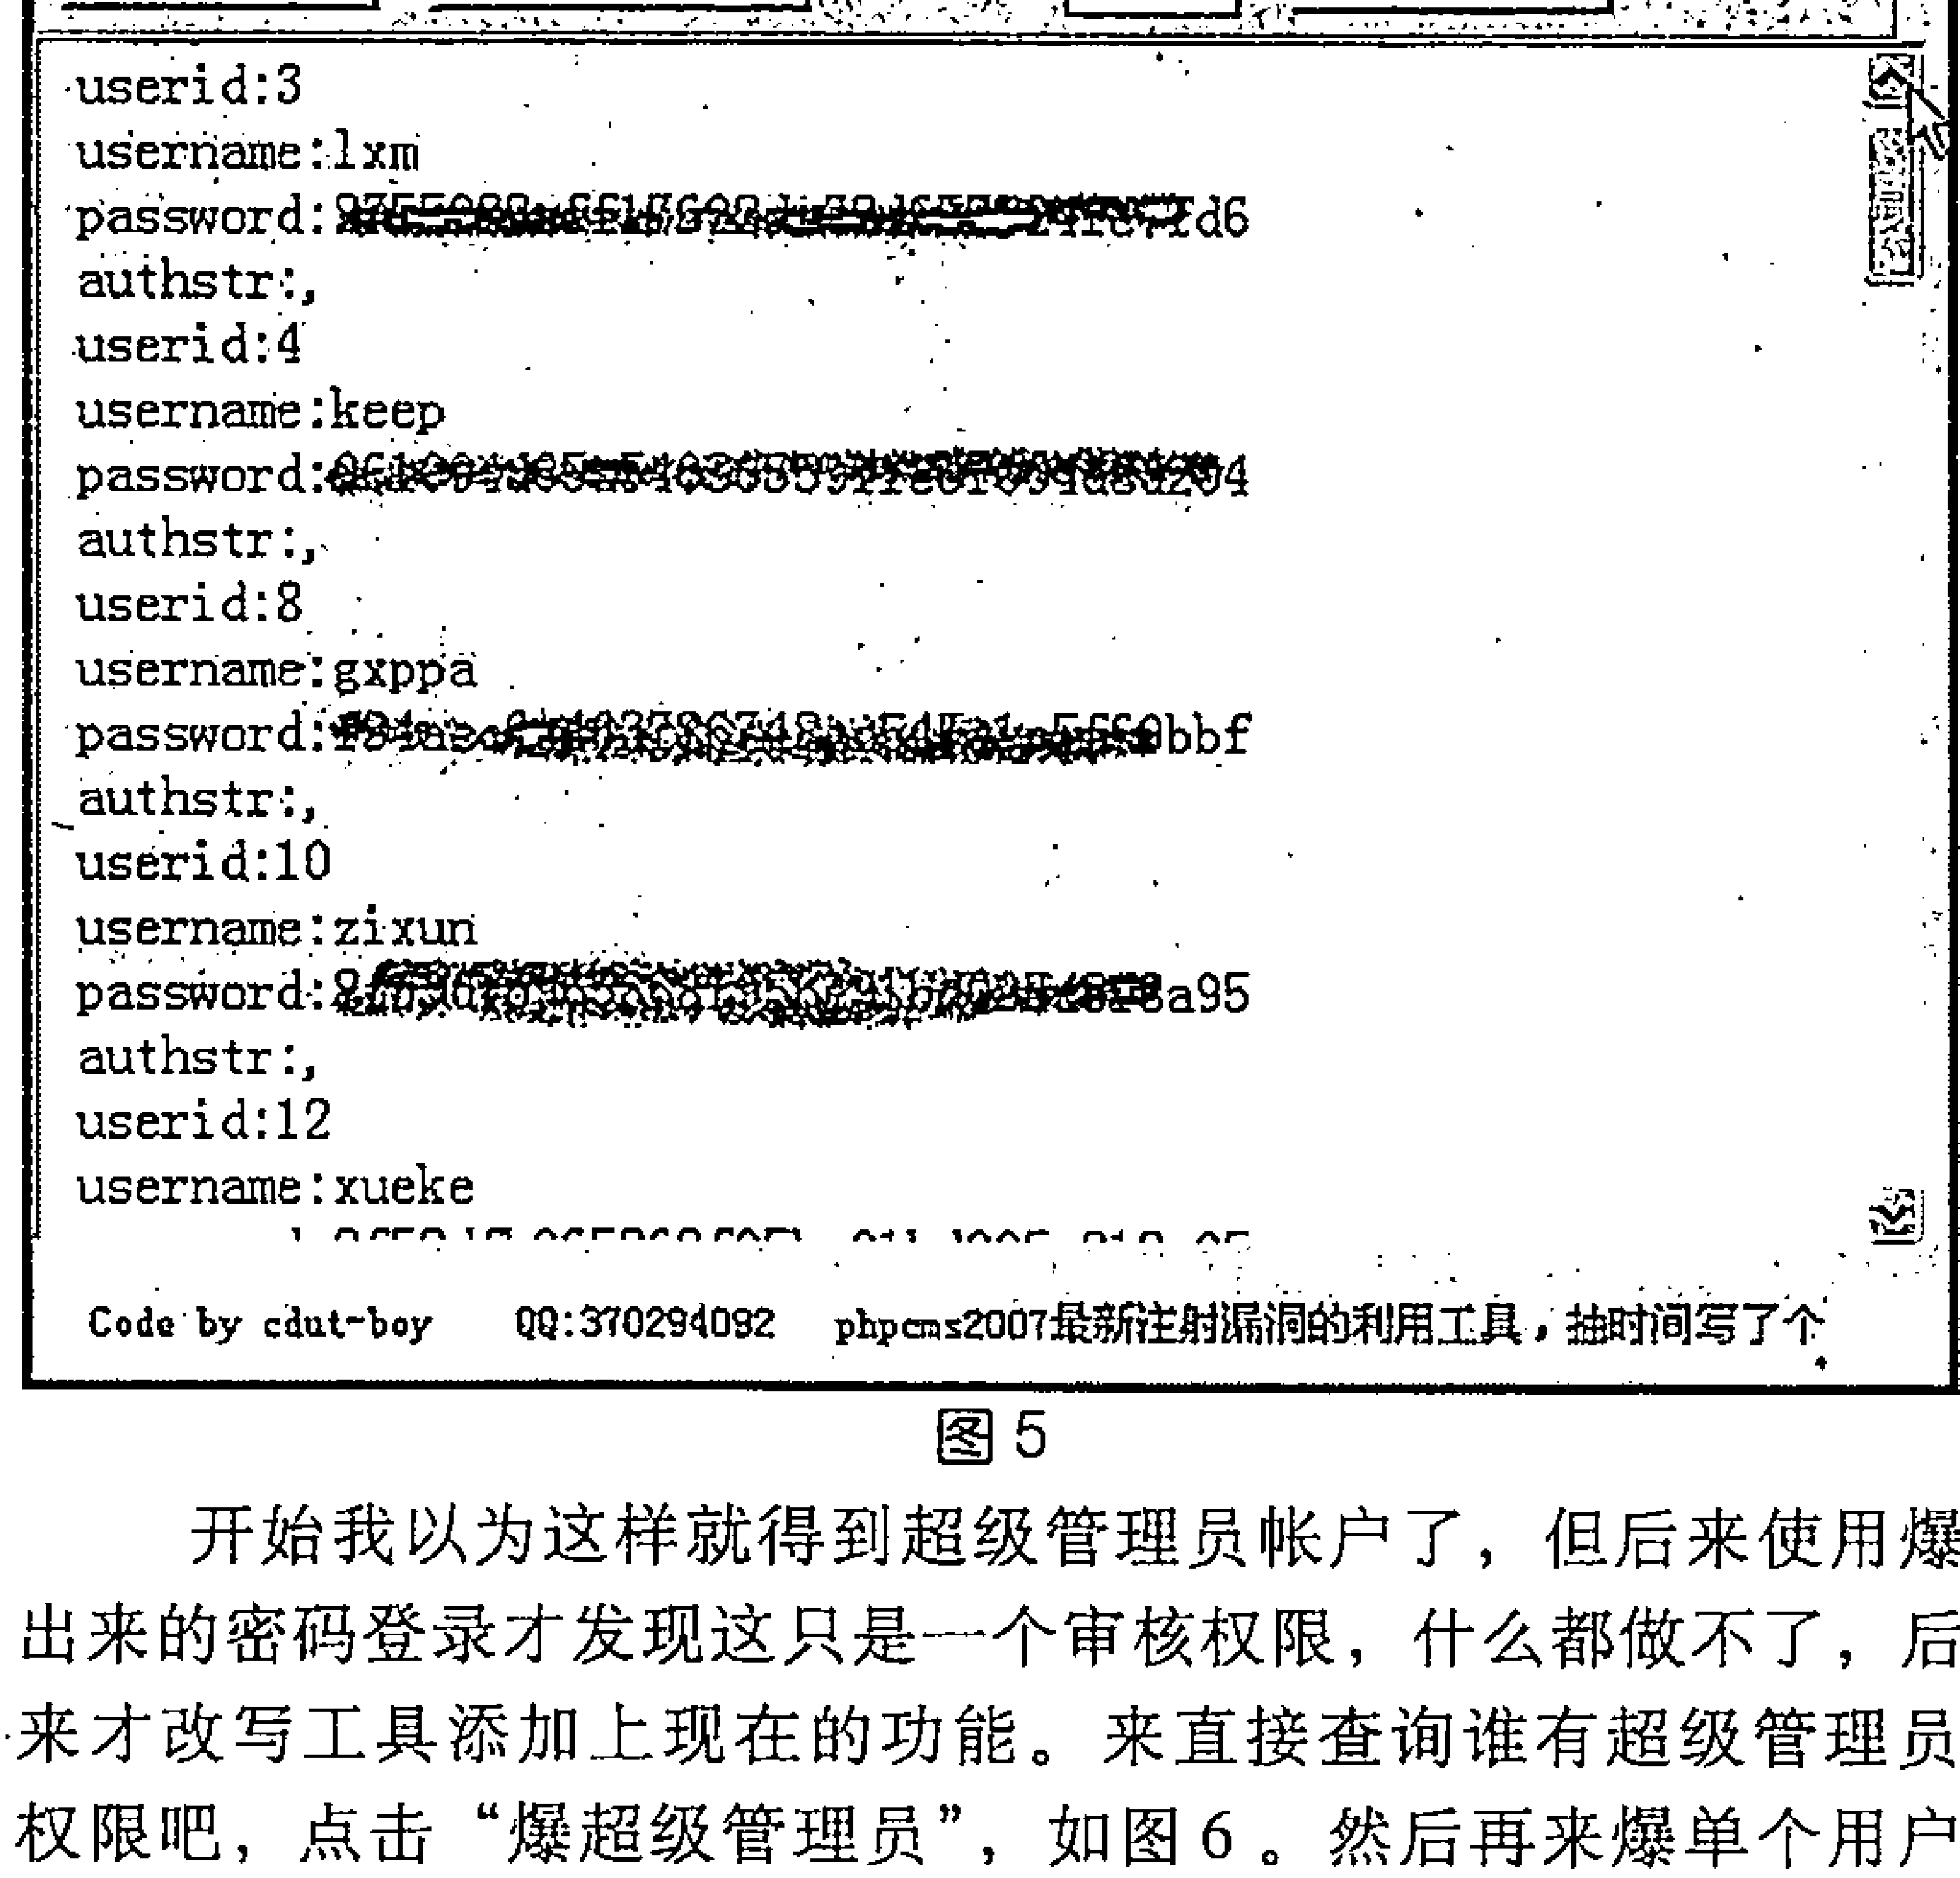 userid:3
username:lxm
password:
authstr:,
userid:4
username:keep
password:
authstr:,
userid:8
username:gxppa
password:
authstr:,
userid:10
username:zixun
password:
authstr:,
userid:12
username:xueke
Code by cdut-boy QQ:370294092 phpcms2007最新注射漏洞的利用工具，抽时间写了个
图 5
开始我以为这样就得到超级管理员帐户了，但后来使用爆
出来的密码登录才发现这只是一个审核权限，什么都做不了，后
来才改写工具添加上现在的功能。来直接查询谁有超级管理员
权限吧，点击“爆超级管理员”，如图 6 。然后再来爆单个用户